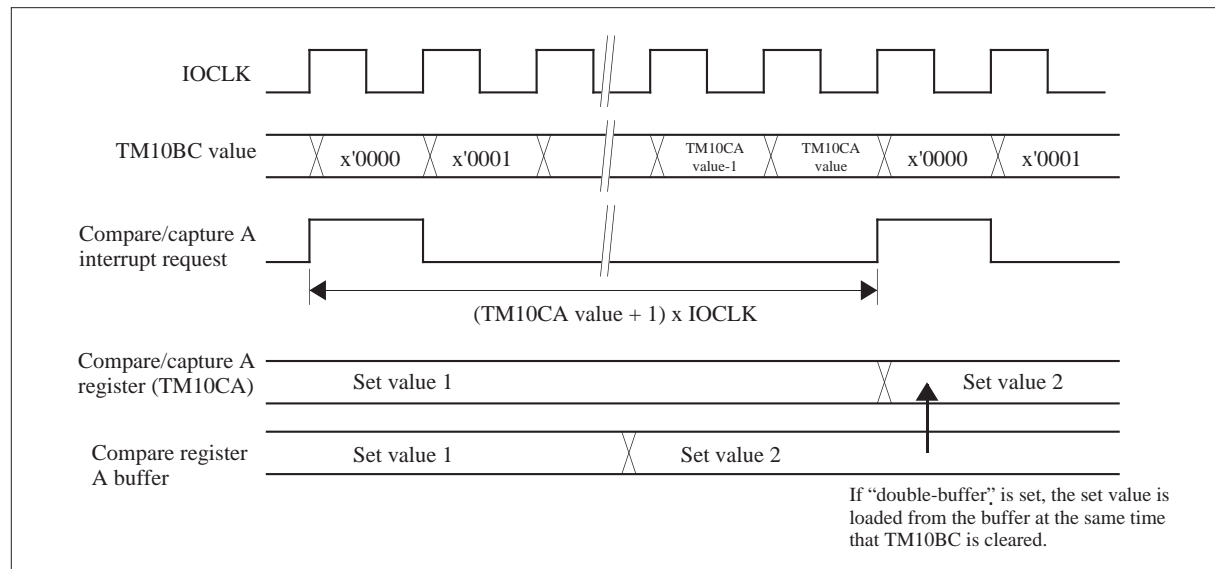 IOCLK
TM10BC value
x'0000
x'0001
TM10CA
value-1
TM10CA
value
x'0000
x'0001
Compare/capture A
interrupt request
(TM10CA value + 1) x IOCLK
Compare/capture A
register (TM10CA)
Set value 1
Set value 2
Compare register
A buffer
Set value 1
Set value 2
If “double-buffer” is set, the set value is
loaded from the buffer at the same time
that TM10BC is cleared.